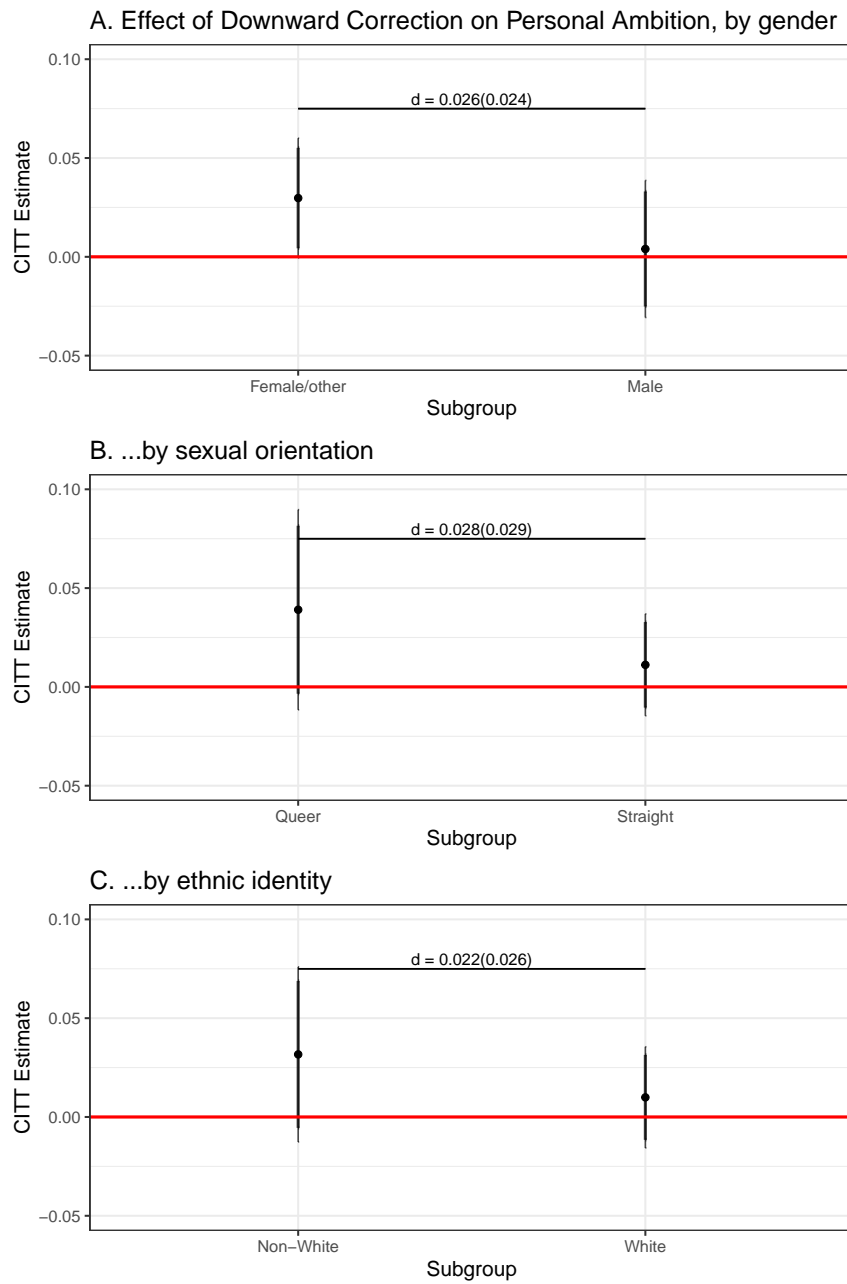 A. Effect of Downward Correction on Personal Ambition, by gender
0.10
d = 0.026(0.024)
0.05
CITT Estimate
0.00
−0.05
Female/other
Male
Subgroup
B. ...by sexual orientation
0.10
d = 0.028(0.029)
0.05
CITT Estimate
0.00
−0.05
Queer
Straight
Subgroup
C. ...by ethnic identity
0.10
d = 0.022(0.026)
0.05
CITT Estimate
0.00
−0.05
Non−White
White
Subgroup